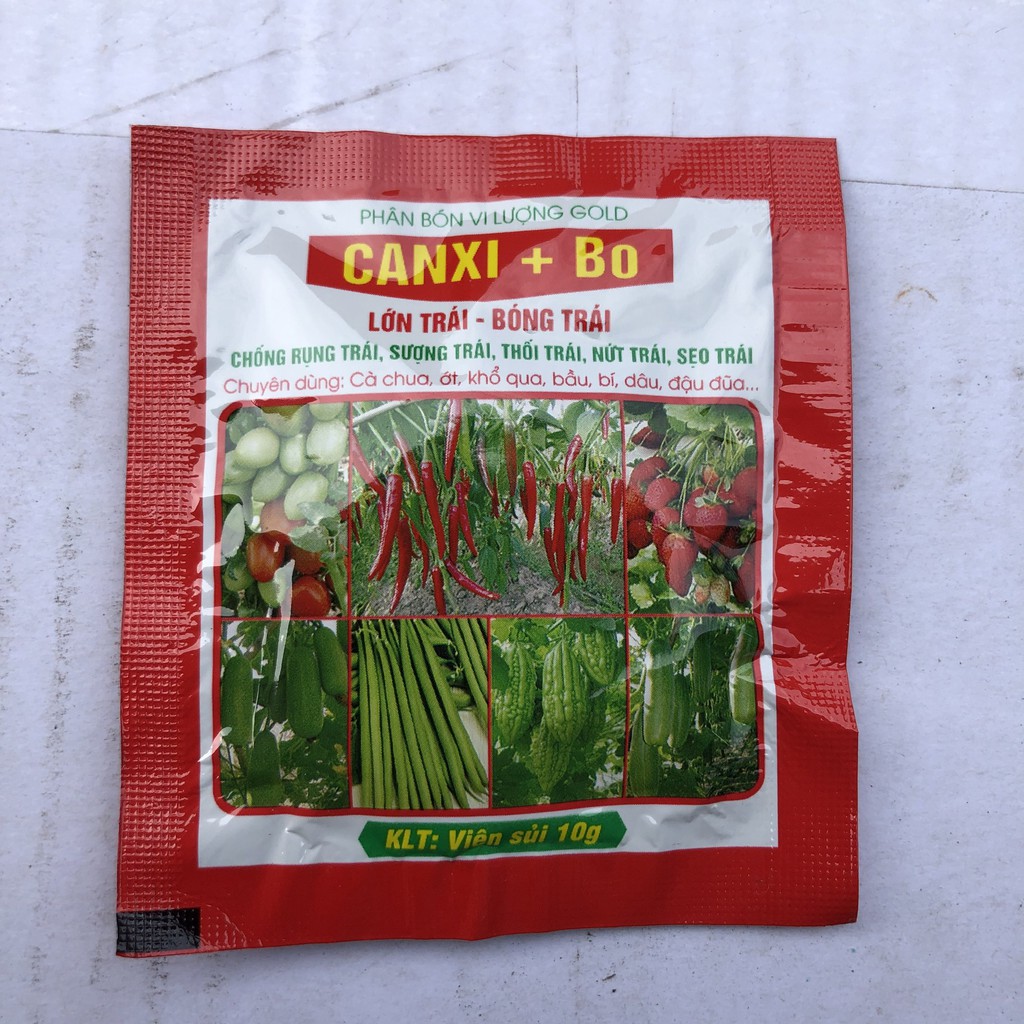 PHÂN BÓN VI LƯỢNG GOLD
CANXI + Bo
LỚN TRÁI - BÓNG TRÁI
CHỐNG RỤNG TRÁI, SƯỢNG TRÁI, THỐI TRÁI, NỨT TRÁI, SẸO TRÁI
Chuyên dùng: Cà chua, ớt, khổ qua, bầu, bí, dâu, đậu đũa...
KLT: Viên sủi 10g